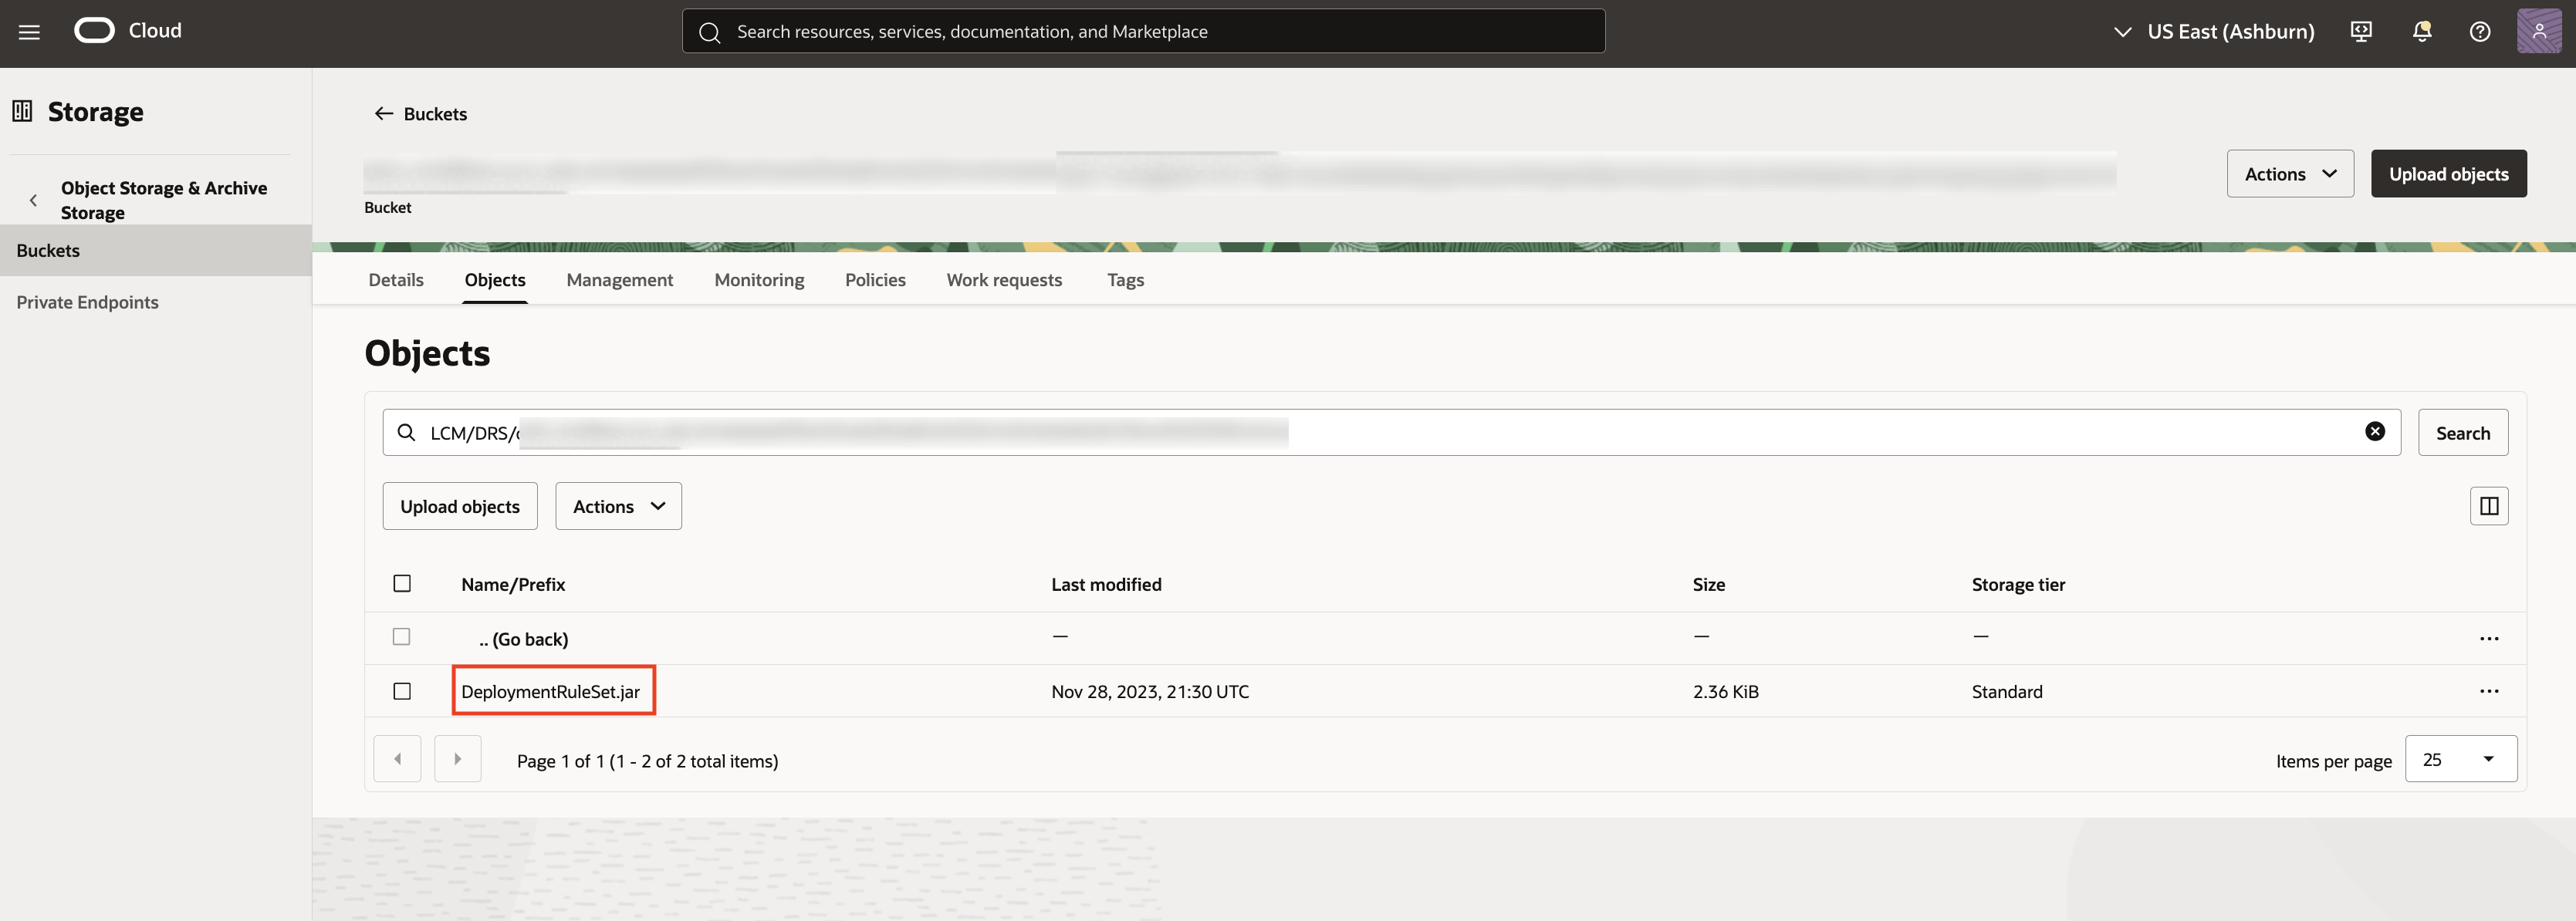 Cloud
Search resources, services, documentation, and Marketplace
US East (Ashburn)
Storage
Object Storage & Archive
Storage
Buckets
Private Endpoints
Buckets
Bucket
Actions
Upload objects
Details Objects Management Monitoring Policies Work requests Tags
Objects
LCM/DRS/
Search
Upload objects Actions
Name/Prefix Last modified Size Storage tier
.. (Go back) — — —
DeploymentRuleSet.jar Nov 28, 2023, 21:30 UTC 2.36 KiB Standard
Page 1 of 1 (1 - 2 of 2 total items)
Items per page 25